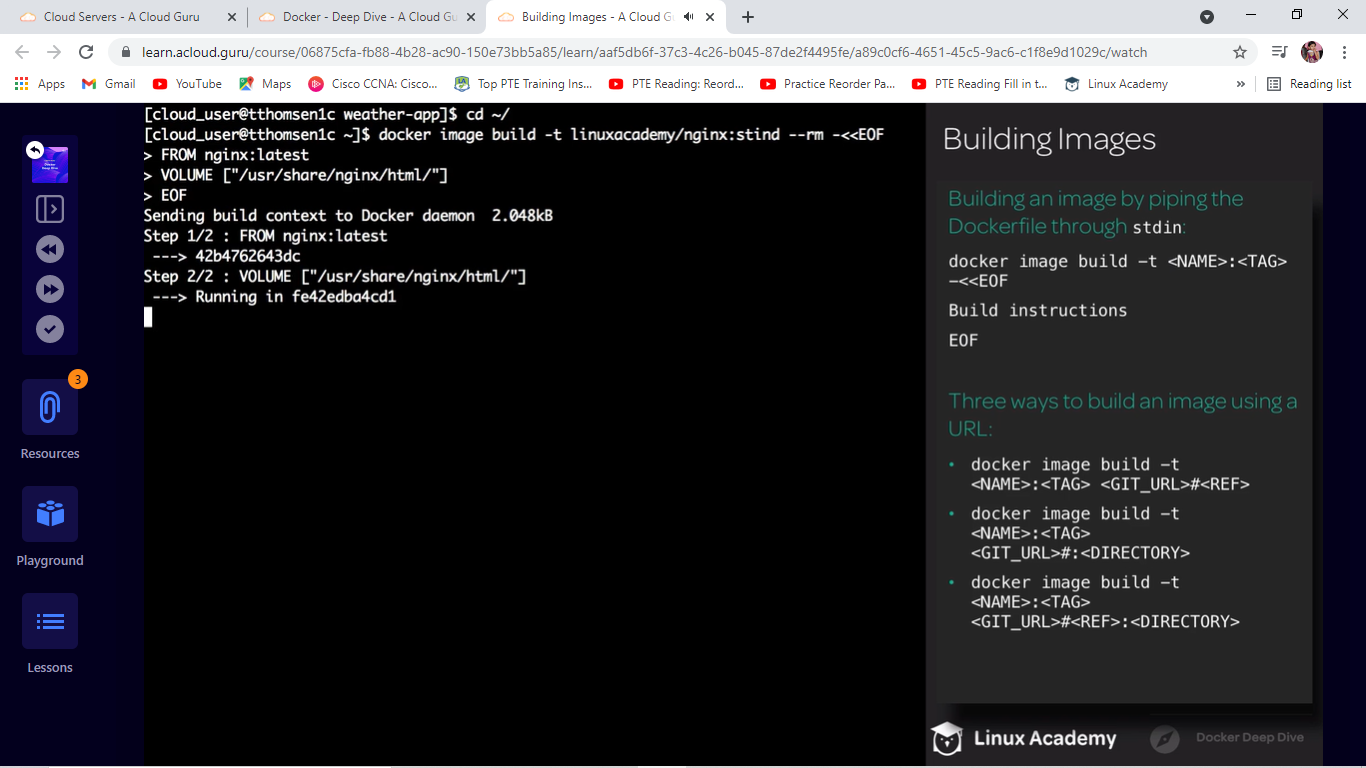 Cloud Servers - A Cloud Guru
Docker - Deep Dive - A Cloud Gu
Building Images - A Cloud G
learn.acloud.guru/course/06875cfa-fb88-4b28-ac90-150e73bb5a85/learn/aaf5db6f-37c3-4c26-b045-87de2f4495fe/a89c0cf6-4651-45c5-9ac6-c1f8e9d1029c/watch
Apps
Gmail
YouTube
Maps
Cisco CCNA: Cisco...
Top PTE Training Ins...
PTE Reading: Reord...
Practice Reorder Pa...
PTE Reading Fill in t...
Linux Academy
»
Reading list
3
Resources
Playground
Lessons
[cloud_user@tthomsen1c weather-app]$ cd ~/
[cloud_user@tthomsen1c ~]$ docker image build -t linuxacademy/nginx:stind --rm -<<EOF
> FROM nginx:latest
> VOLUME ["/usr/share/nginx/html/"]
> EOF
Sending build context to Docker daemon  2.048kB
Step 1/2 : FROM nginx:latest
---> 42b4762643dc
Step 2/2 : VOLUME ["/usr/share/nginx/html/"]
---> Running in fe42edba4cd1
Building Images
Building an image by piping the
Dockerfile through stdin:
docker image build -t <NAME>:<TAG>
-<<EOF
Build instructions
EOF
Three ways to build an image using a
URL:
• docker image build -t
<NAME>:<TAG> <GIT_URL>#<REF>
• docker image build -t
<NAME>:<TAG>
<GIT_URL>#:<DIRECTORY>
• docker image build -t
<NAME>:<TAG>
<GIT_URL>#<REF>:<DIRECTORY>
Linux Academy
Docker Deep Dive